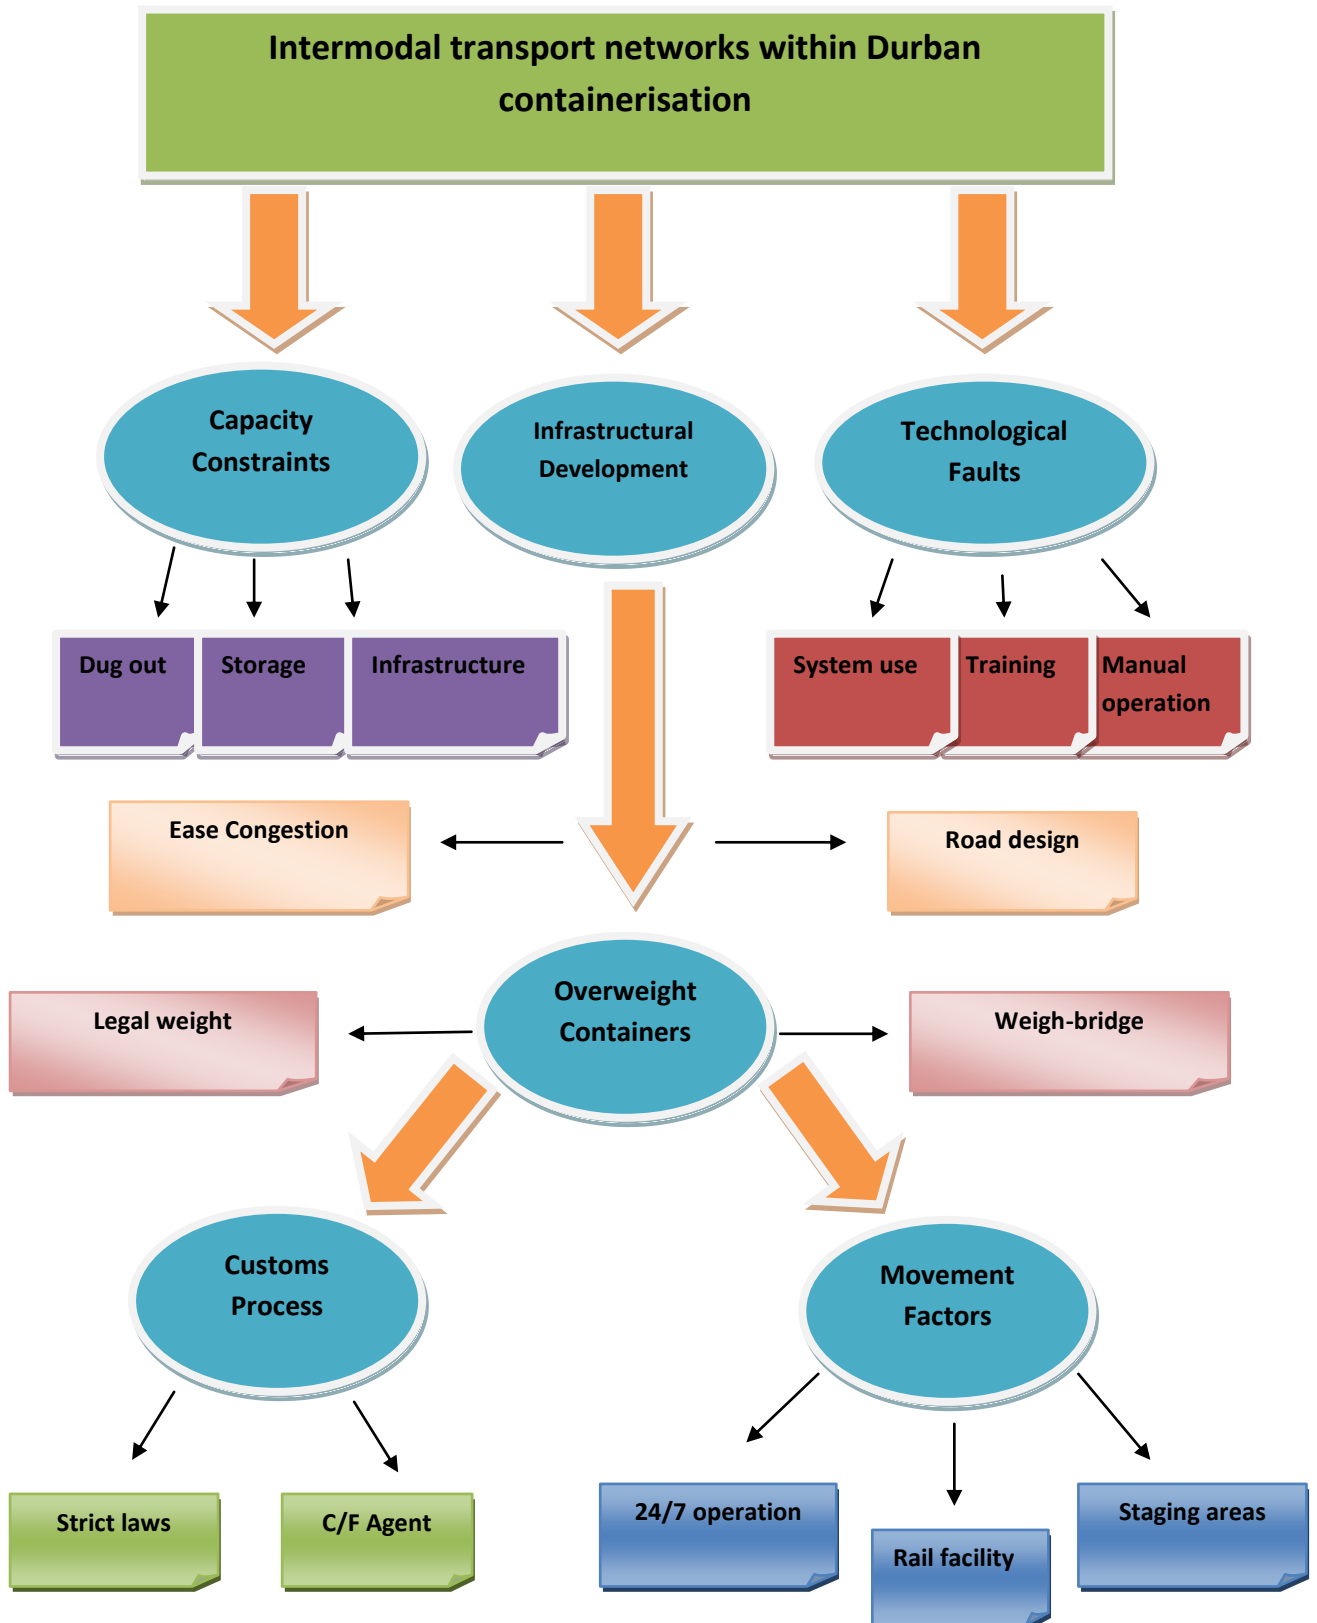 Intermodal transport networks within Durban
containerisation
Capacity
Constraints
Infrastructural
Development
Technological
Faults
Dug out
Storage
Infrastructure
System use
Training
Manual
operation
Ease Congestion
Road design
Overweight
Containers
Legal weight
Weigh-bridge
Customs
Process
Movement
Factors
Strict laws
C/F Agent
24/7 operation
Rail facility
Staging areas